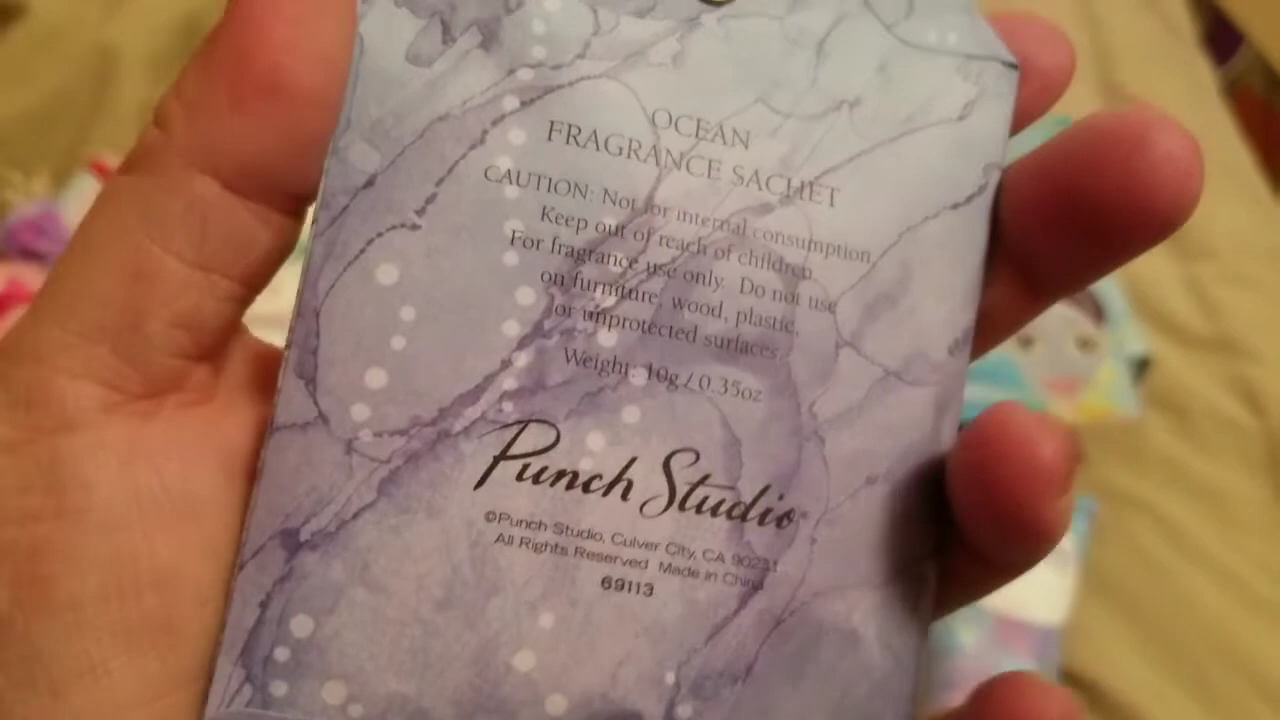 OCEAN
FRAGRANCE SACHET
CAUTION: Not for internal consumption.
Keep out of reach of children.
For fragrance use only. Do not use
on furniture, wood, plastic,
or unprotected surfaces.
Weight: 10g / 0.35oz
Punch Studio®
©Punch Studio, Culver City, CA 90231
All Rights Reserved Made in China
69113